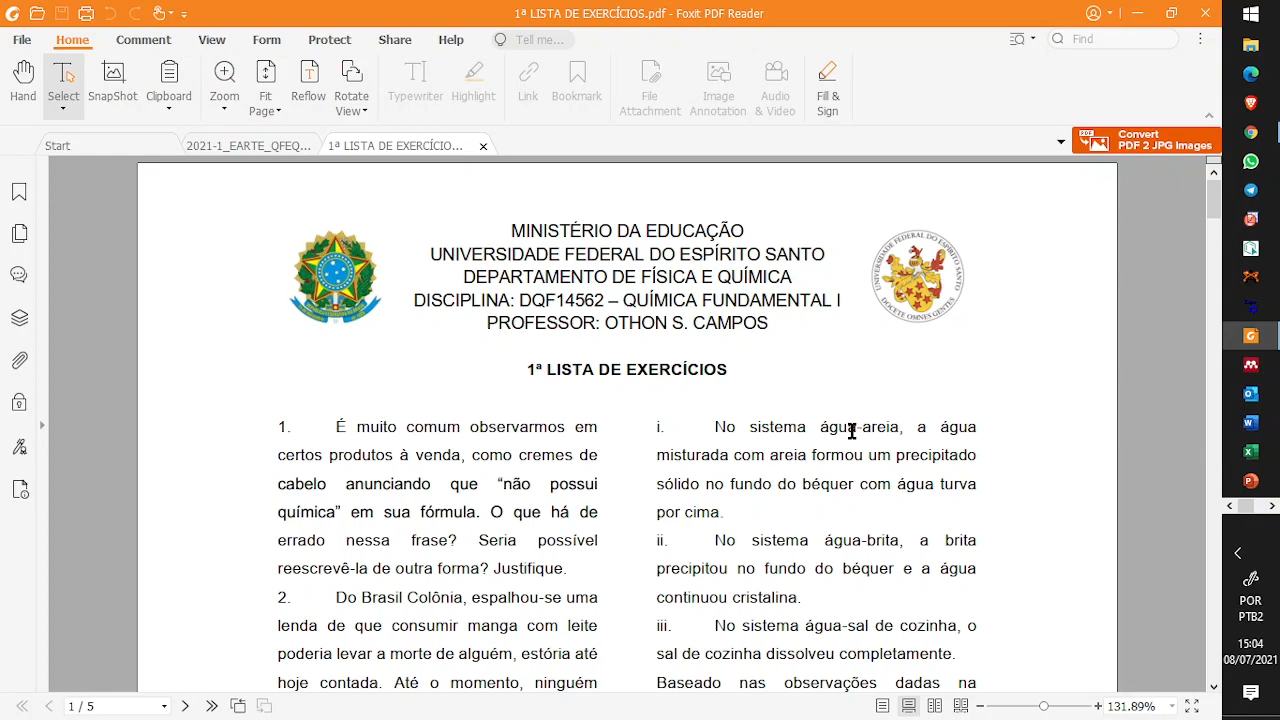 1ª LISTA DE EXERCÍCIOS.pdf - Foxit PDF Reader
File Home Comment View Form Protect Share Help Tell me... Find
Hand Select SnapShot Clipboard Zoom Fit Page Reflow Rotate View Typewriter Highlight Link Bookmark File Attachment Image Annotation Audio & Video Fill & Sign
Start 2021-1_EARTE_QFEQ... 1ª LISTA DE EXERCÍCIO...
PDF Convert
PDF 2 JPG Images
MINISTÉRIO DA EDUCAÇÃO
UNIVERSIDADE FEDERAL DO ESPÍRITO SANTO
DEPARTAMENTO DE FÍSICA E QUÍMICA
DISCIPLINA: DQF14562 – QUÍMICA FUNDAMENTAL I
PROFESSOR: OTHON S. CAMPOS
UNIVERSIDADE FEDERAL DO ESPÍRITO SANTO
DOCETE OMNES GENTES
1ª LISTA DE EXERCÍCIOS
1. É muito comum observarmos em
certos produtos à venda, como cremes de
cabelo anunciando que “não possui
química” em sua fórmula. O que há de
errado nessa frase? Seria possível
reescrevê-la de outra forma? Justifique.
2. Do Brasil Colônia, espalhou-se uma
lenda de que consumir manga com leite
poderia levar a morte de alguém, estória até
hoje contada. Até o momento, ninguém
i. No sistema água-areia, a água
misturada com areia formou um precipitado
sólido no fundo do béquer com água turva
por cima.
ii. No sistema água-brita, a brita
precipitou no fundo do béquer e a água
continuou cristalina.
iii. No sistema água-sal de cozinha, o
sal de cozinha dissolveu completamente.
Baseado nas observações dadas na
1 / 5
131.89%
POR
PTB2
15:04
08/07/2021